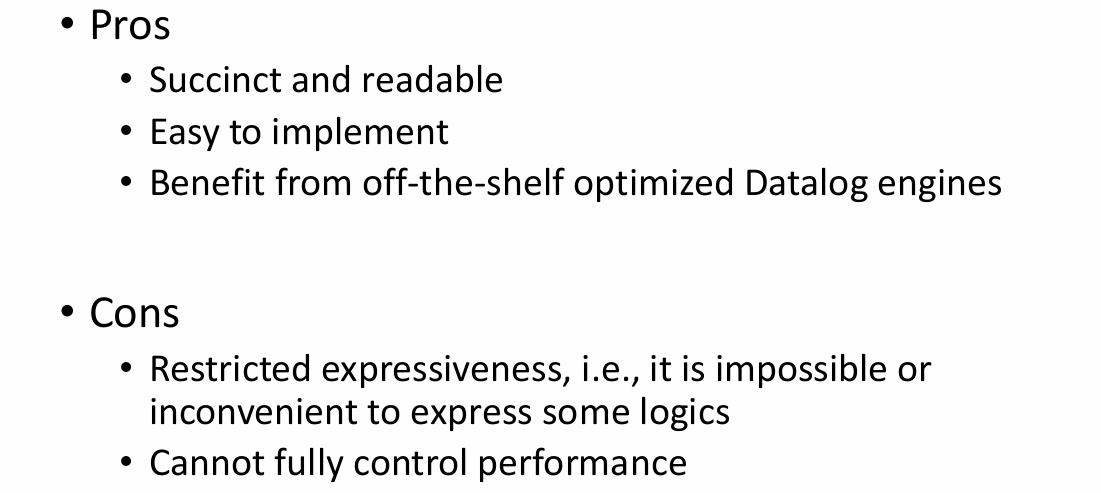 • Pros
• Succinct and readable
• Easy to implement
• Benefit from off-the-shelf optimized Datalog engines
• Cons
• Restricted expressiveness, i.e., it is impossible or
inconvenient to express some logics
• Cannot fully control performance